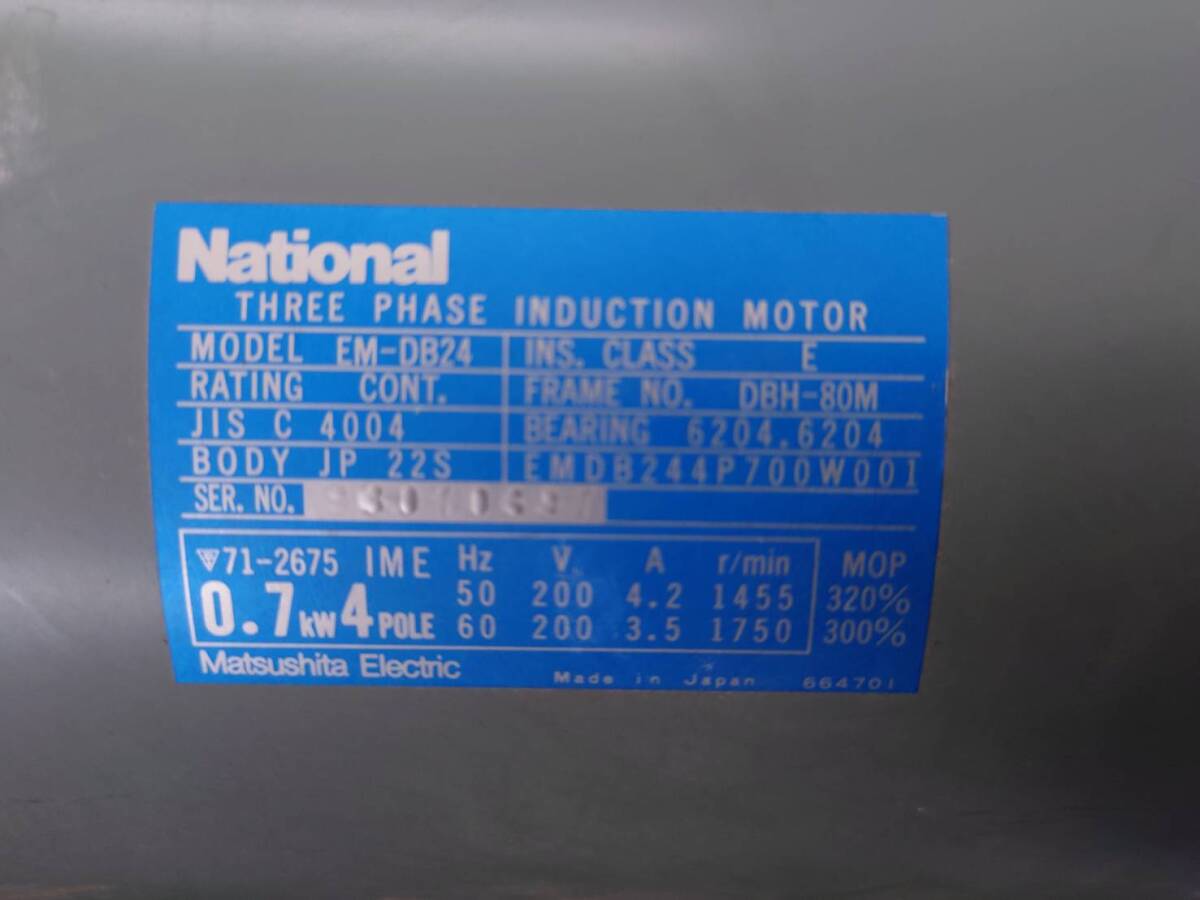 National
THREE PHASE INDUCTION MOTOR
MODEL EM-DB24 INS. CLASS E
RATING CONT. FRAME NO. DBH-80M
JIS C 4004 BEARING 6204.6204
BODY JP 22S EMDB244P700W001
SER. NO.
71-2675 IME Hz V A r/min MOP
0.7kW 4POLE 50 200 4.2 1455 320%
60 200 3.5 1750 300%
Matsushita Electric
Made in Japan 664701